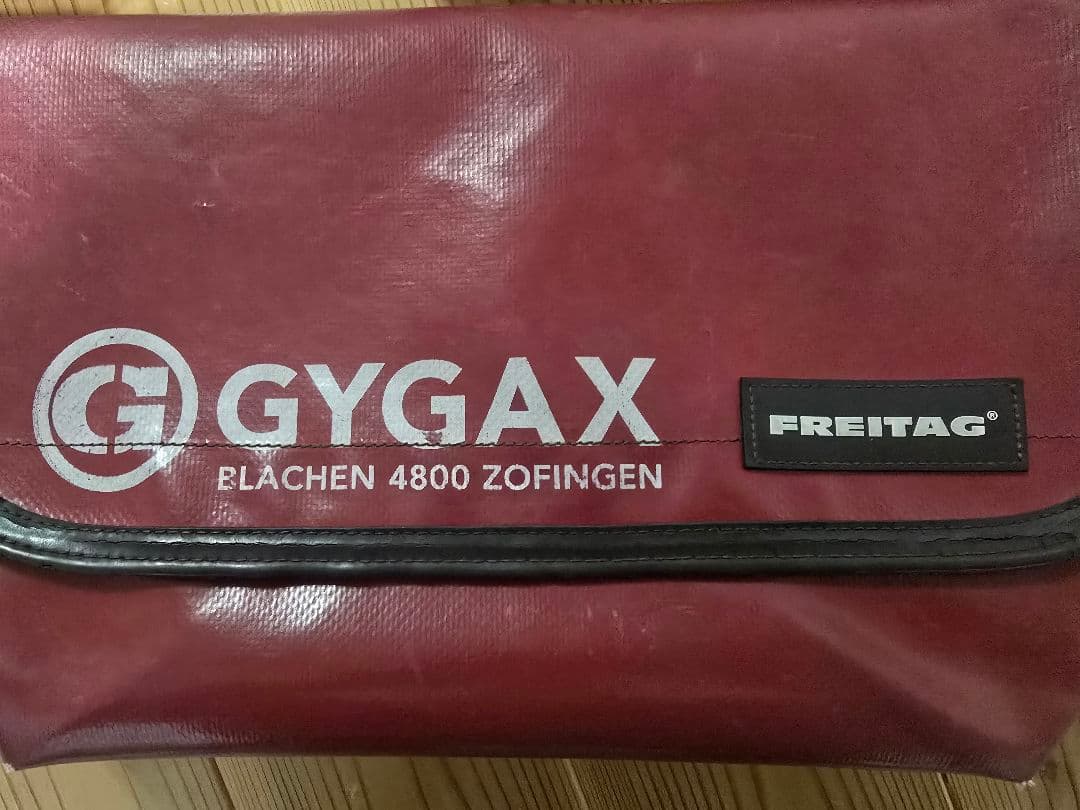 G GYGAX
BLACHEN 4800 ZOFINGEN
FREITAG®